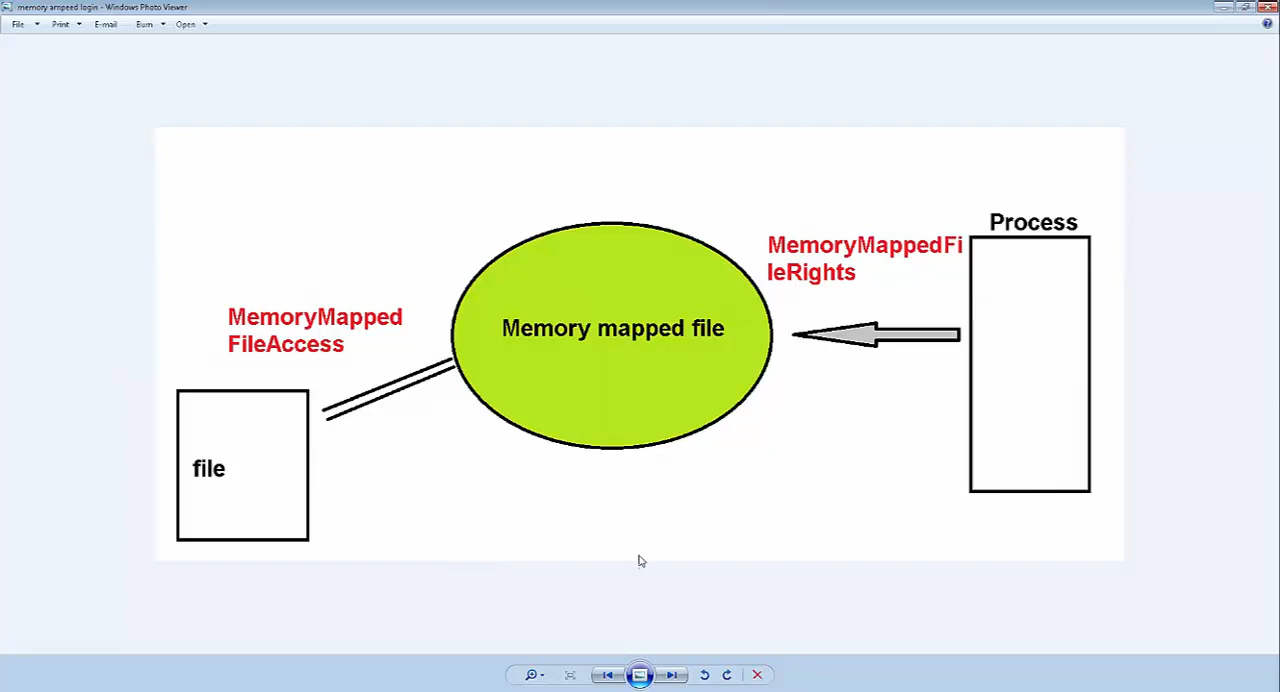 memory ampeed login - Windows Photo Viewer
File Print E-mail Burn Open
Process
MemoryMappedFi
leRights
MemoryMapped
FileAccess
Memory mapped file
file